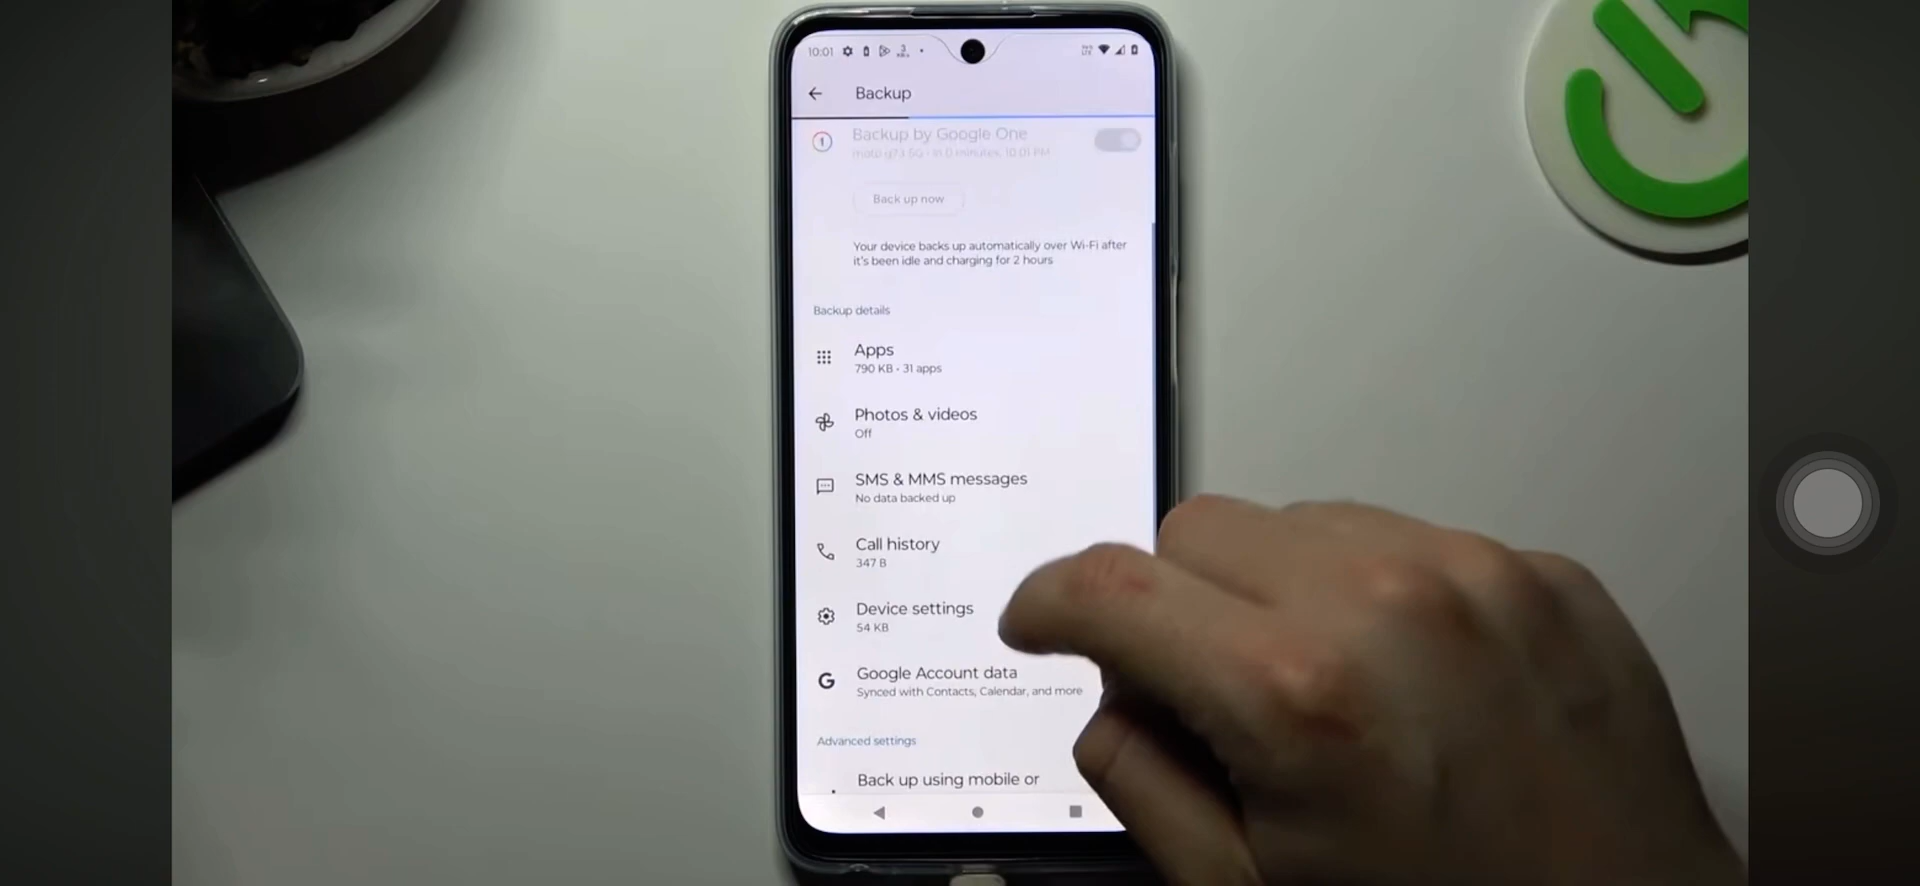 10:01
Backup
Backup by Google One
moto g73 5G • In 0 minutes, 10:01 PM
Back up now
Your device backs up automatically over Wi-Fi after
it's been idle and charging for 2 hours
Backup details
Apps
790 KB • 31 apps
Photos & videos
Off
SMS & MMS messages
No data backed up
Call history
347 B
Device settings
54 KB
Google Account data
Synced with Contacts, Calendar, and more
Advanced settings
Back up using mobile or